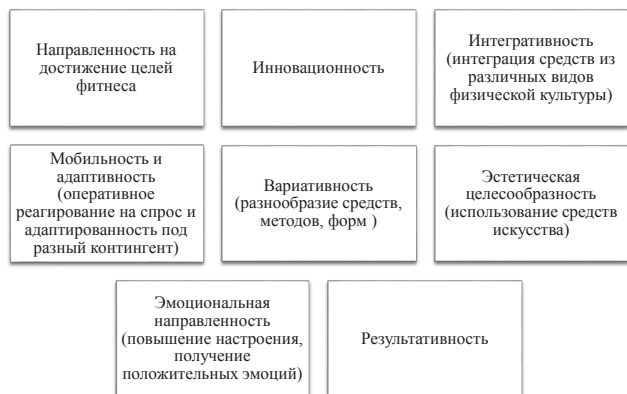 Направленность на
достижение целей
фитнеса
Инновационность
Интегративность
(интеграция средств из
различных видов
физической культуры)
Мобильность и
адаптивность
(оперативное
реагирование на спрос и
адаптированность под
разный контингент)
Вариативность
(разнообразие средств,
методов, форм )
Эстетическая
целесообразность
(использование средств
искусства)
Эмоциональная
направленность
(повышение настроения,
получение
положительных эмоций)
Результативность